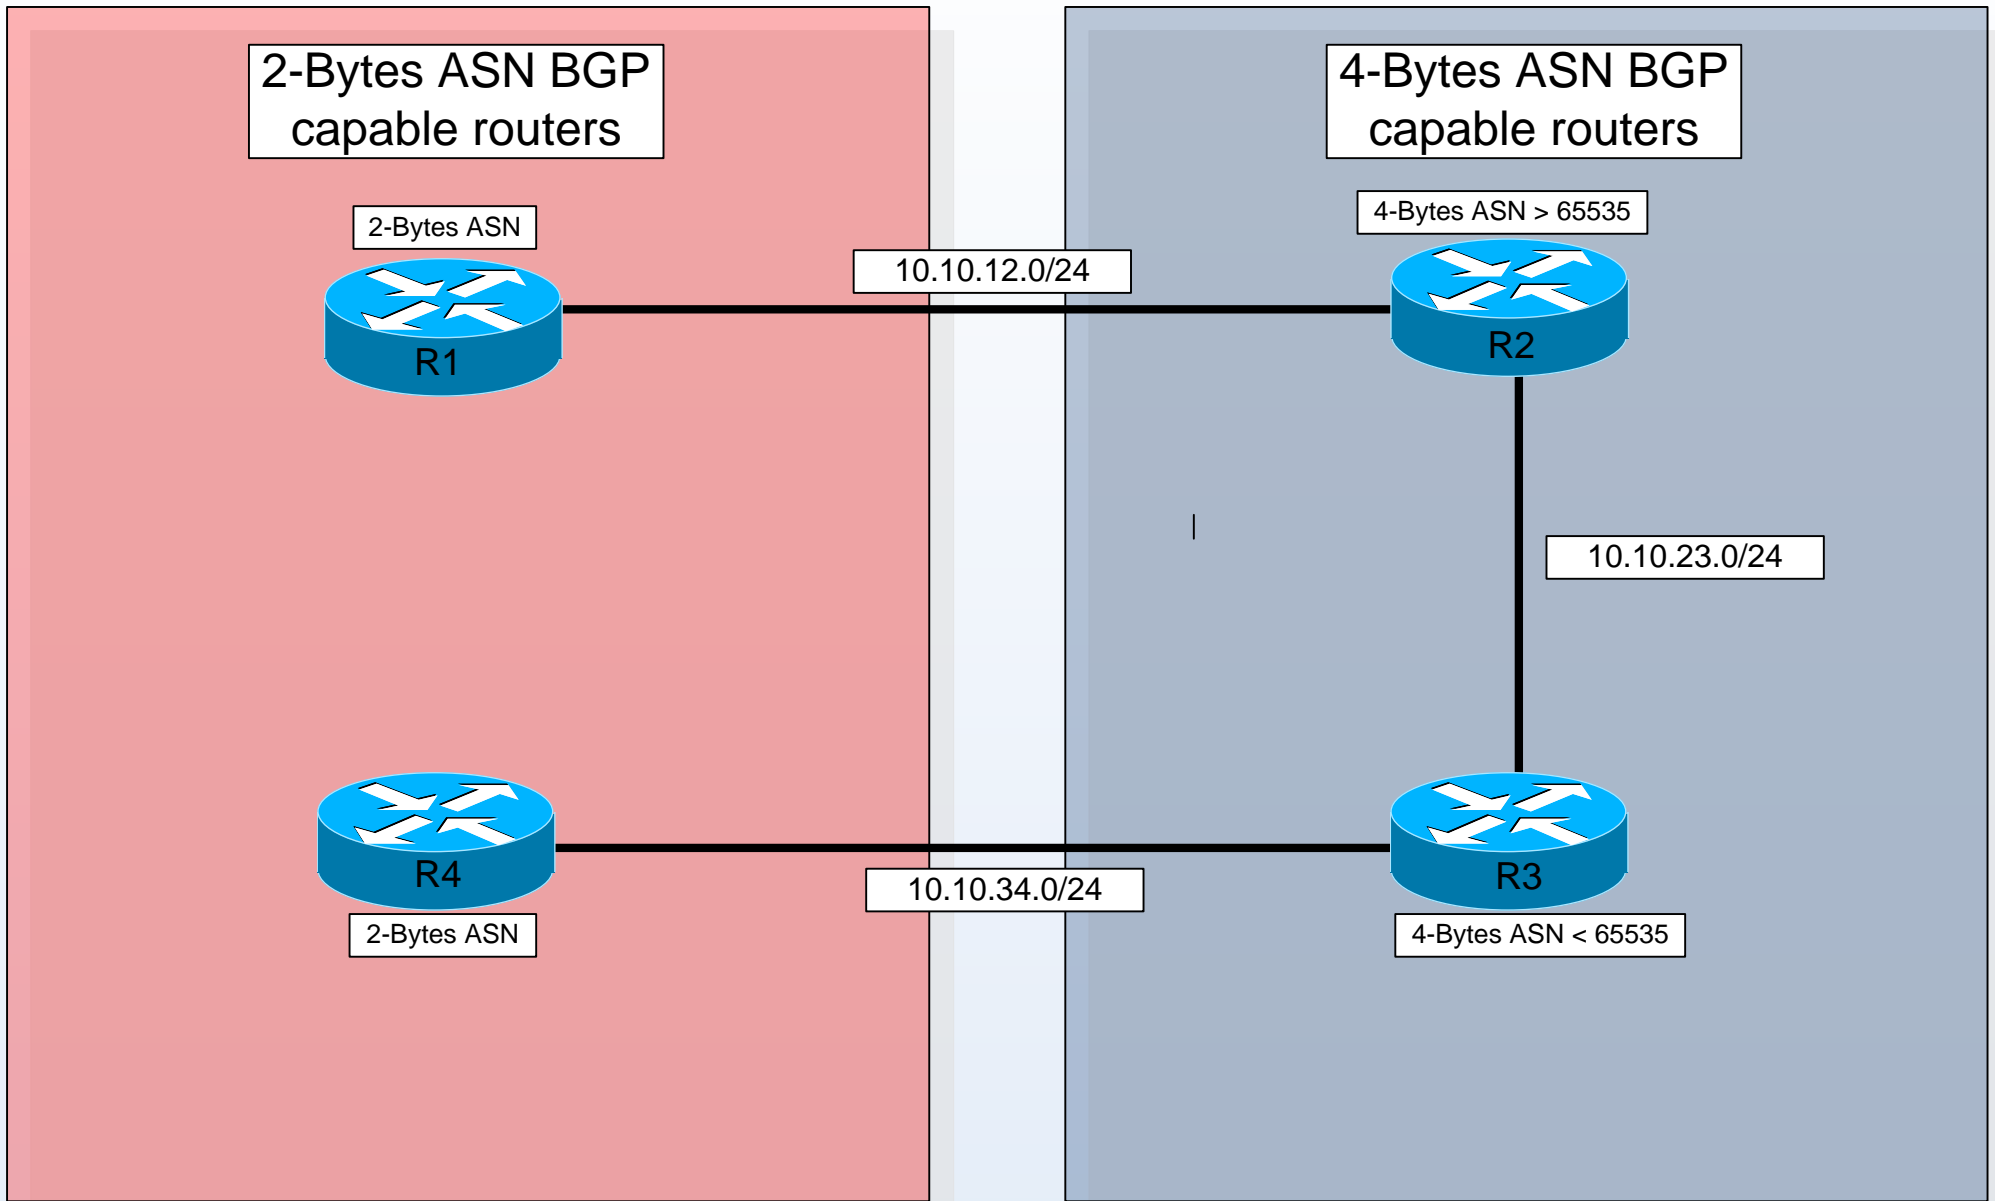 2-Bytes ASN BGP
capable routers
4-Bytes ASN BGP
capable routers
2-Bytes ASN
4-Bytes ASN > 65535
10.10.12.0/24
R1
R2
10.10.23.0/24
R4
R3
10.10.34.0/24
2-Bytes ASN
4-Bytes ASN < 65535